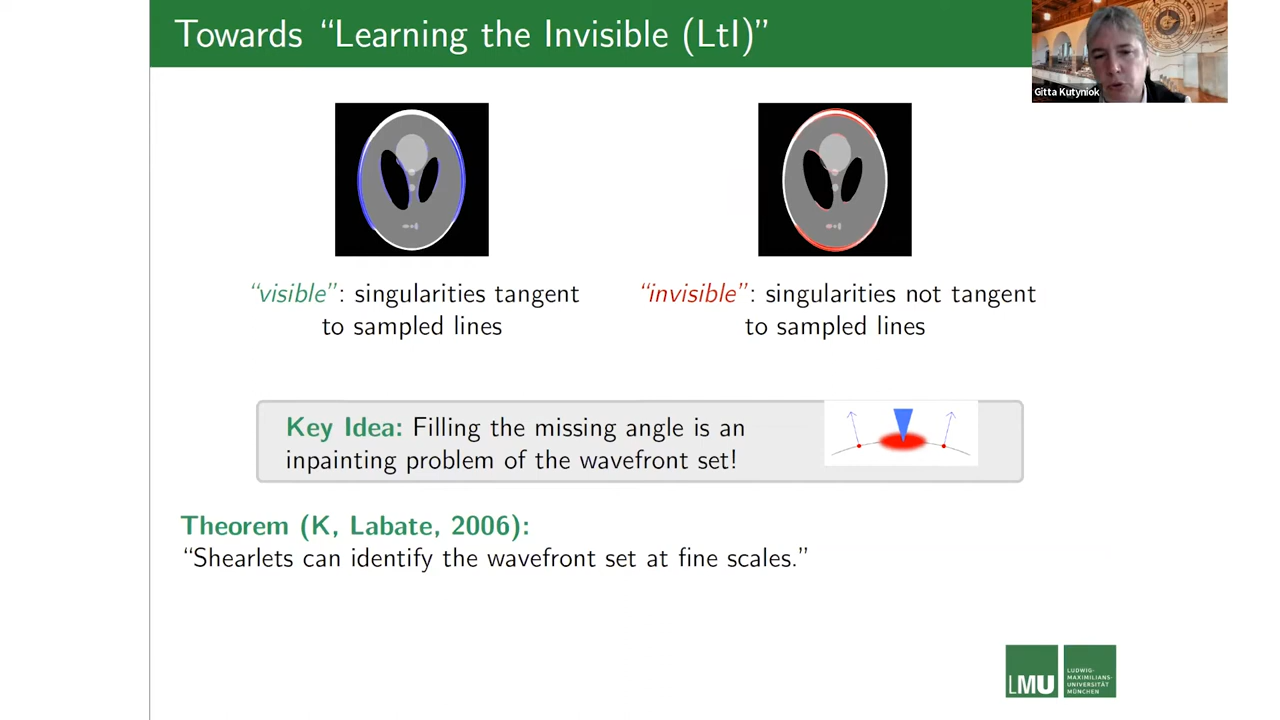 Towards “Learning the Invisible (LtI)”
Gitta Kutyniok
“visible”: singularities tangent
to sampled lines
“invisible”: singularities not tangent
to sampled lines
Key Idea: Filling the missing angle is an
inpainting problem of the wavefront set!
Theorem (K, Labate, 2006):
“Shearlets can identify the wavefront set at fine scales.”
LMU
LUDWIG-
MAXIMILIANS-
UNIVERSITÄT
MÜNCHEN